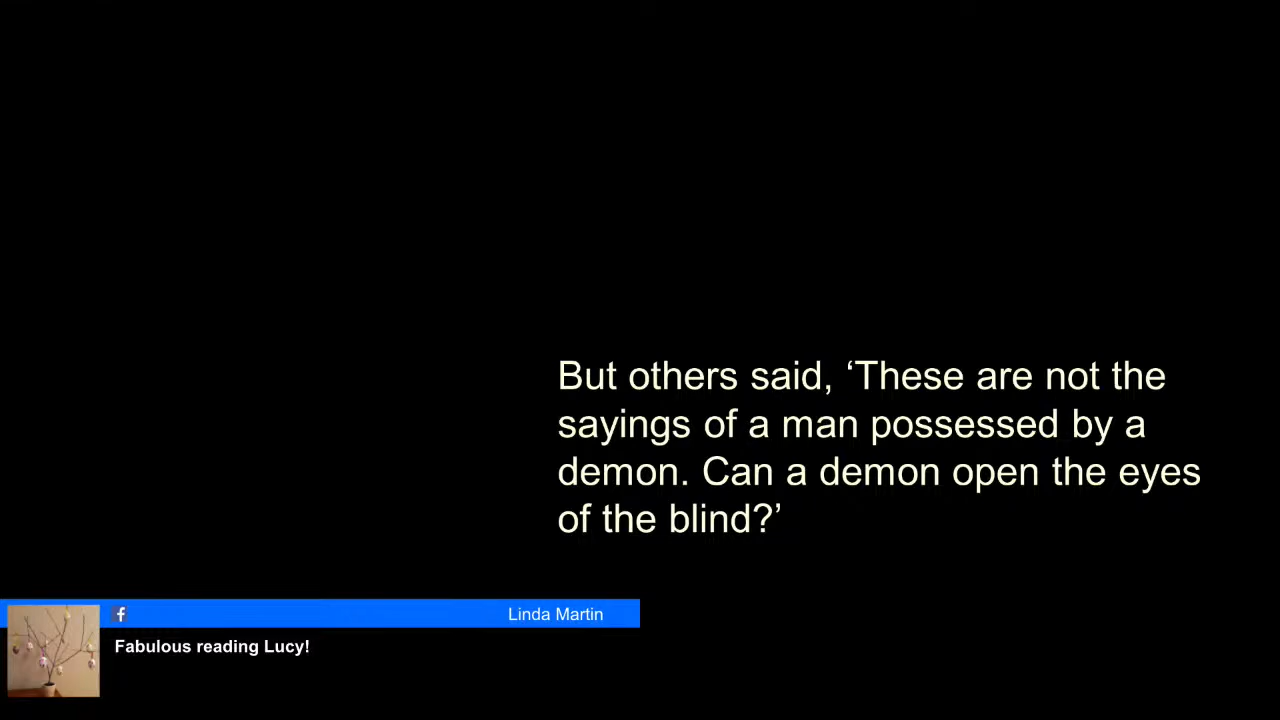 But others said, ‘These are not the
sayings of a man possessed by a
demon. Can a demon open the eyes
of the blind?’
Linda Martin
Fabulous reading Lucy!